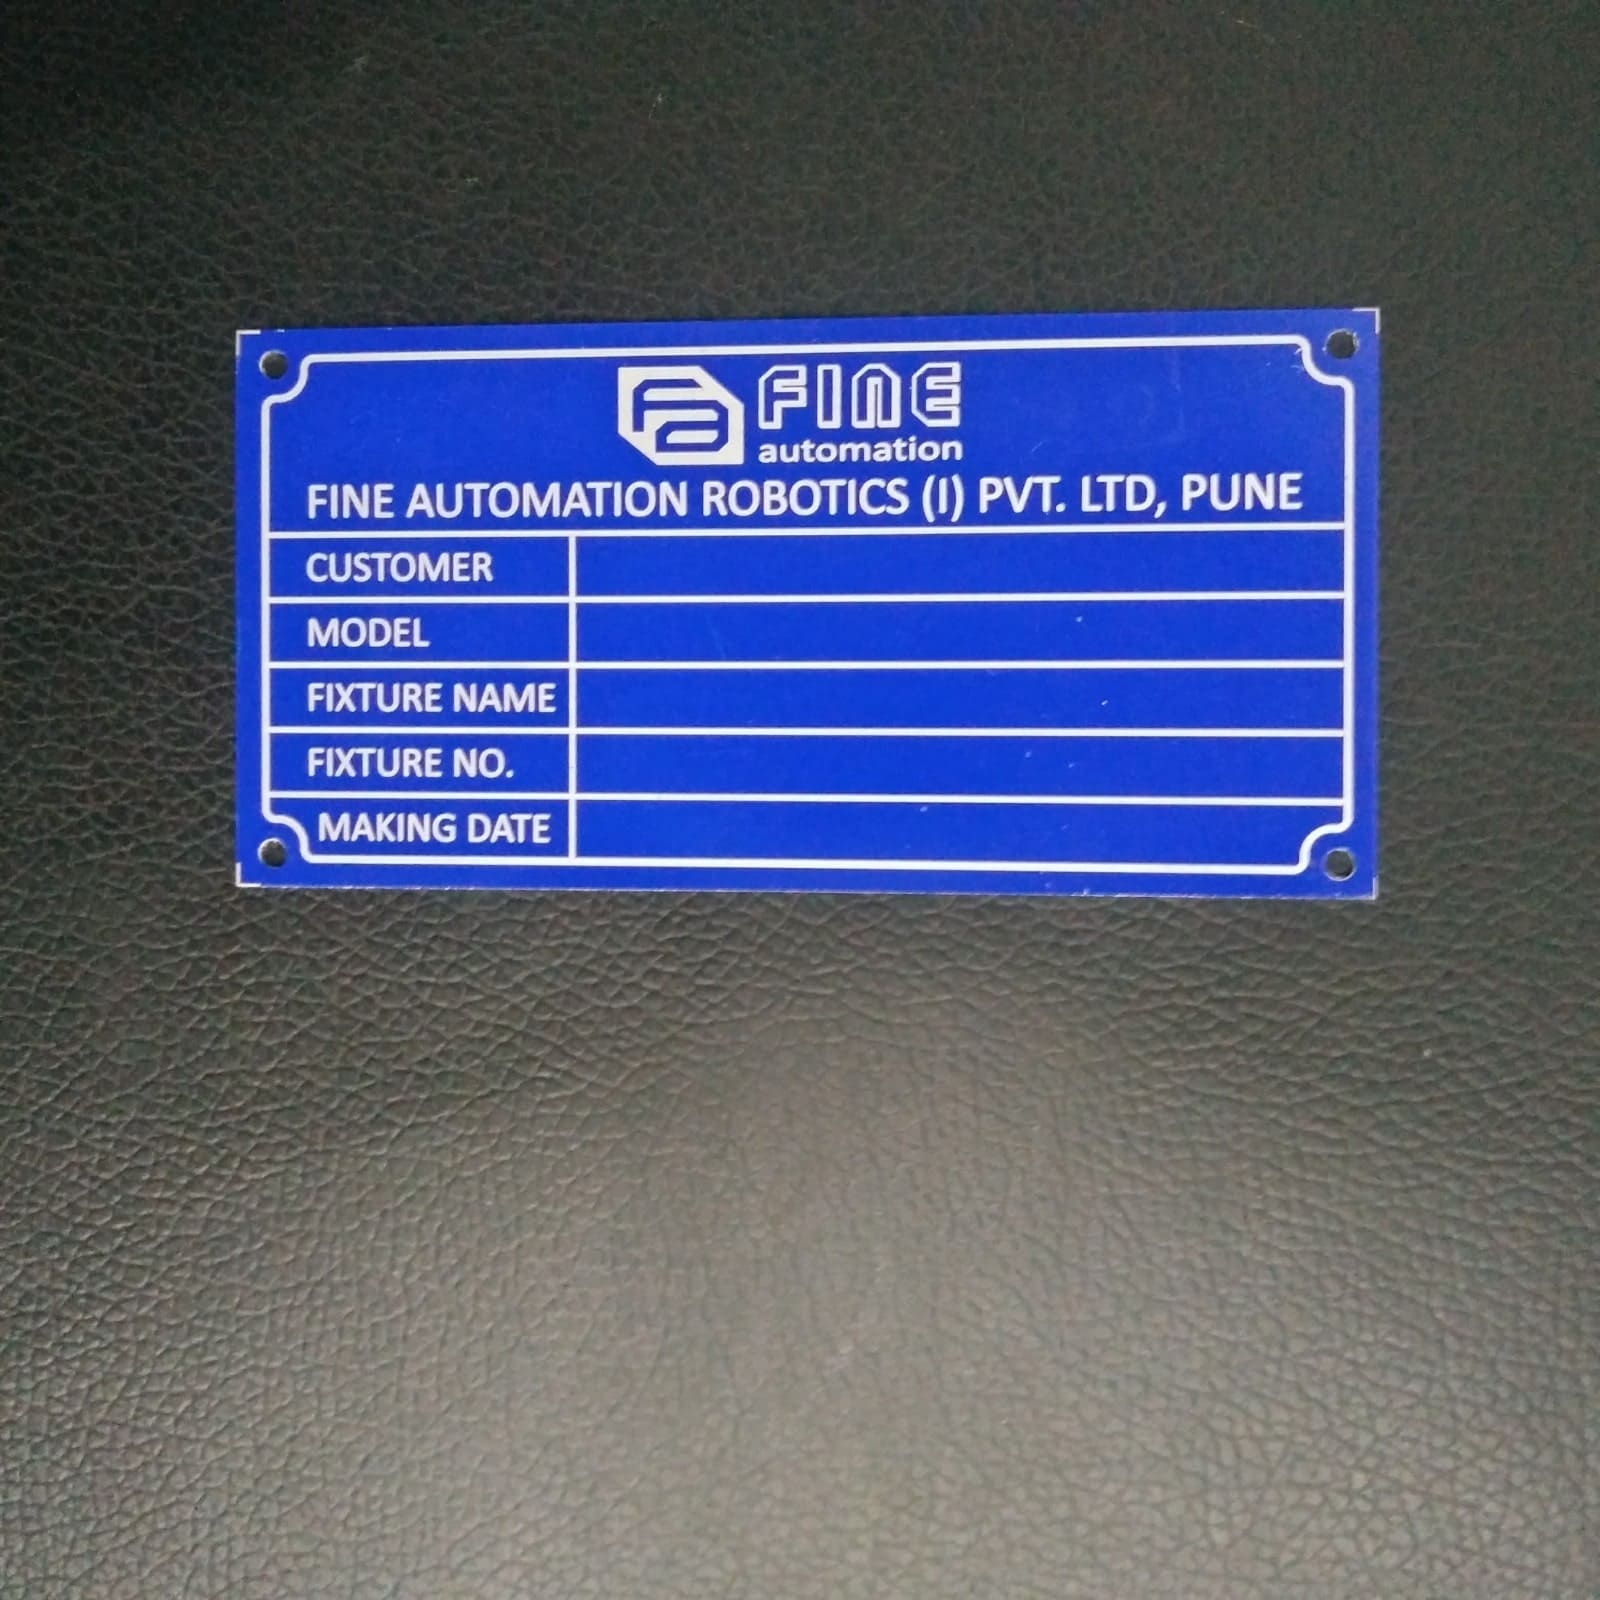 FINE
automation
FINE AUTOMATION ROBOTICS (I) PVT. LTD, PUNE
CUSTOMER
MODEL
FIXTURE NAME
FIXTURE NO.
MAKING DATE